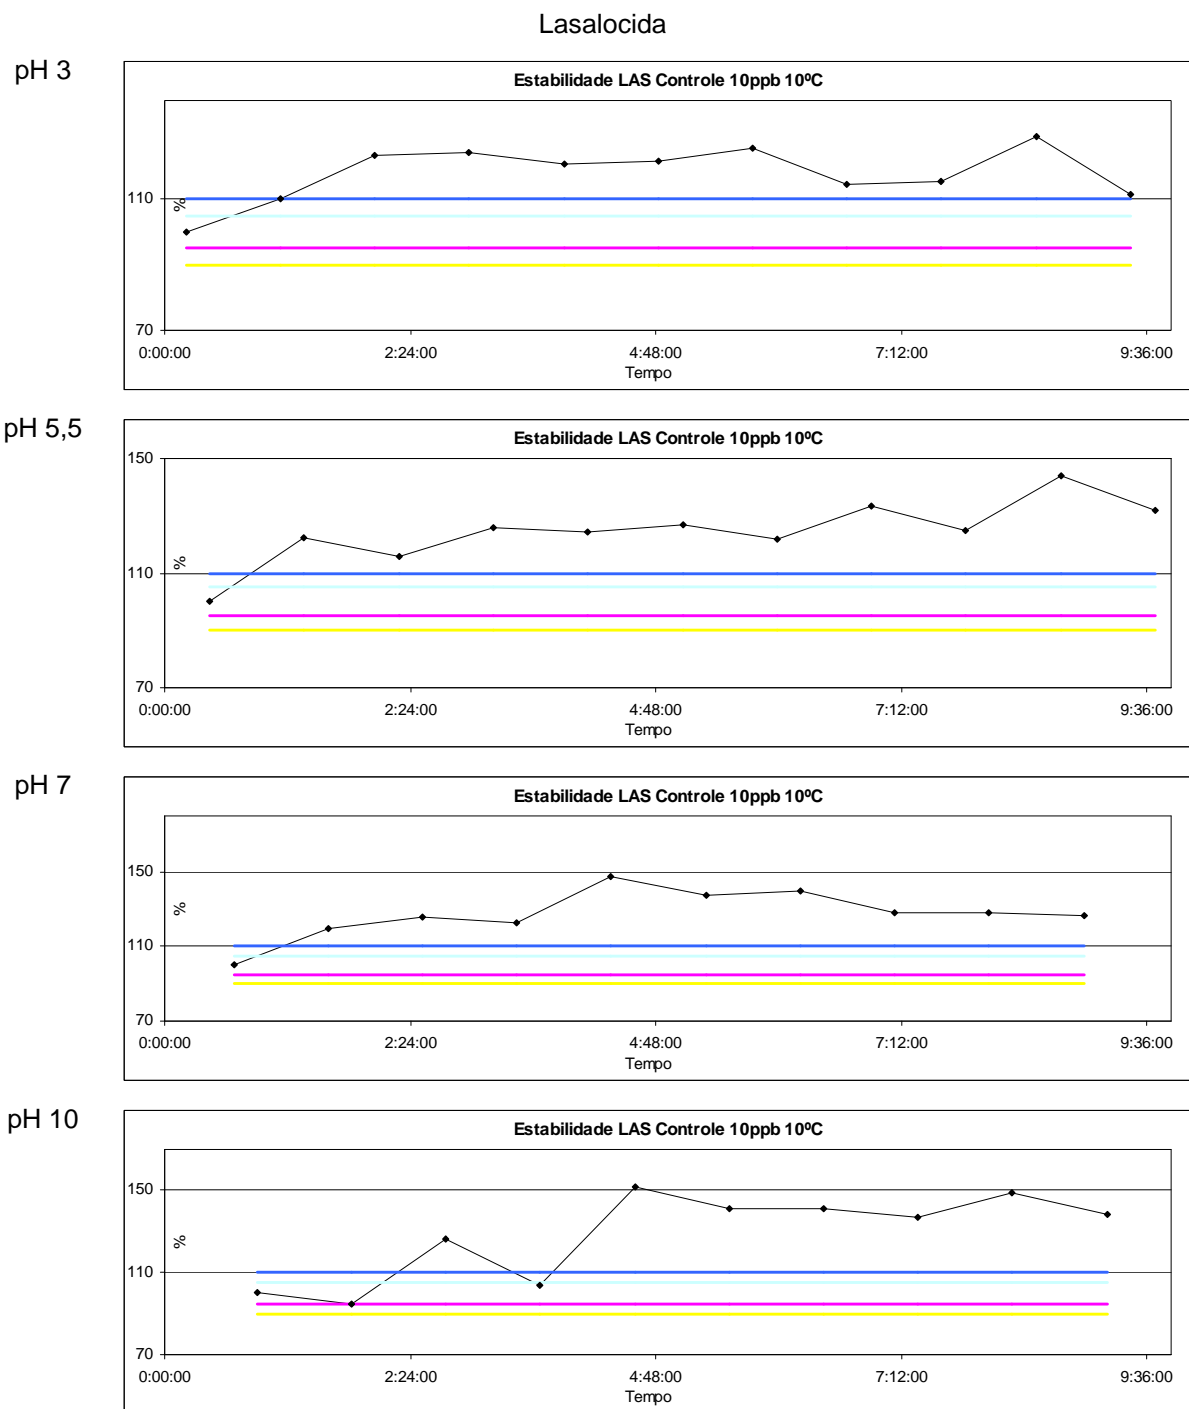 Lasalocida
pH 3
Estabilidade LAS Controle 10ppb 10ºC
110
%
70
0:00:00 2:24:00 4:48:00 7:12:00 9:36:00
Tempo
pH 5,5
Estabilidade LAS Controle 10ppb 10ºC
150
%
110
70
0:00:00 2:24:00 4:48:00 7:12:00 9:36:00
Tempo
pH 7
Estabilidade LAS Controle 10ppb 10ºC
150
%
110
70
0:00:00 2:24:00 4:48:00 7:12:00 9:36:00
Tempo
pH 10
Estabilidade LAS Controle 10ppb 10ºC
150
%
110
70
0:00:00 2:24:00 4:48:00 7:12:00 9:36:00
Tempo